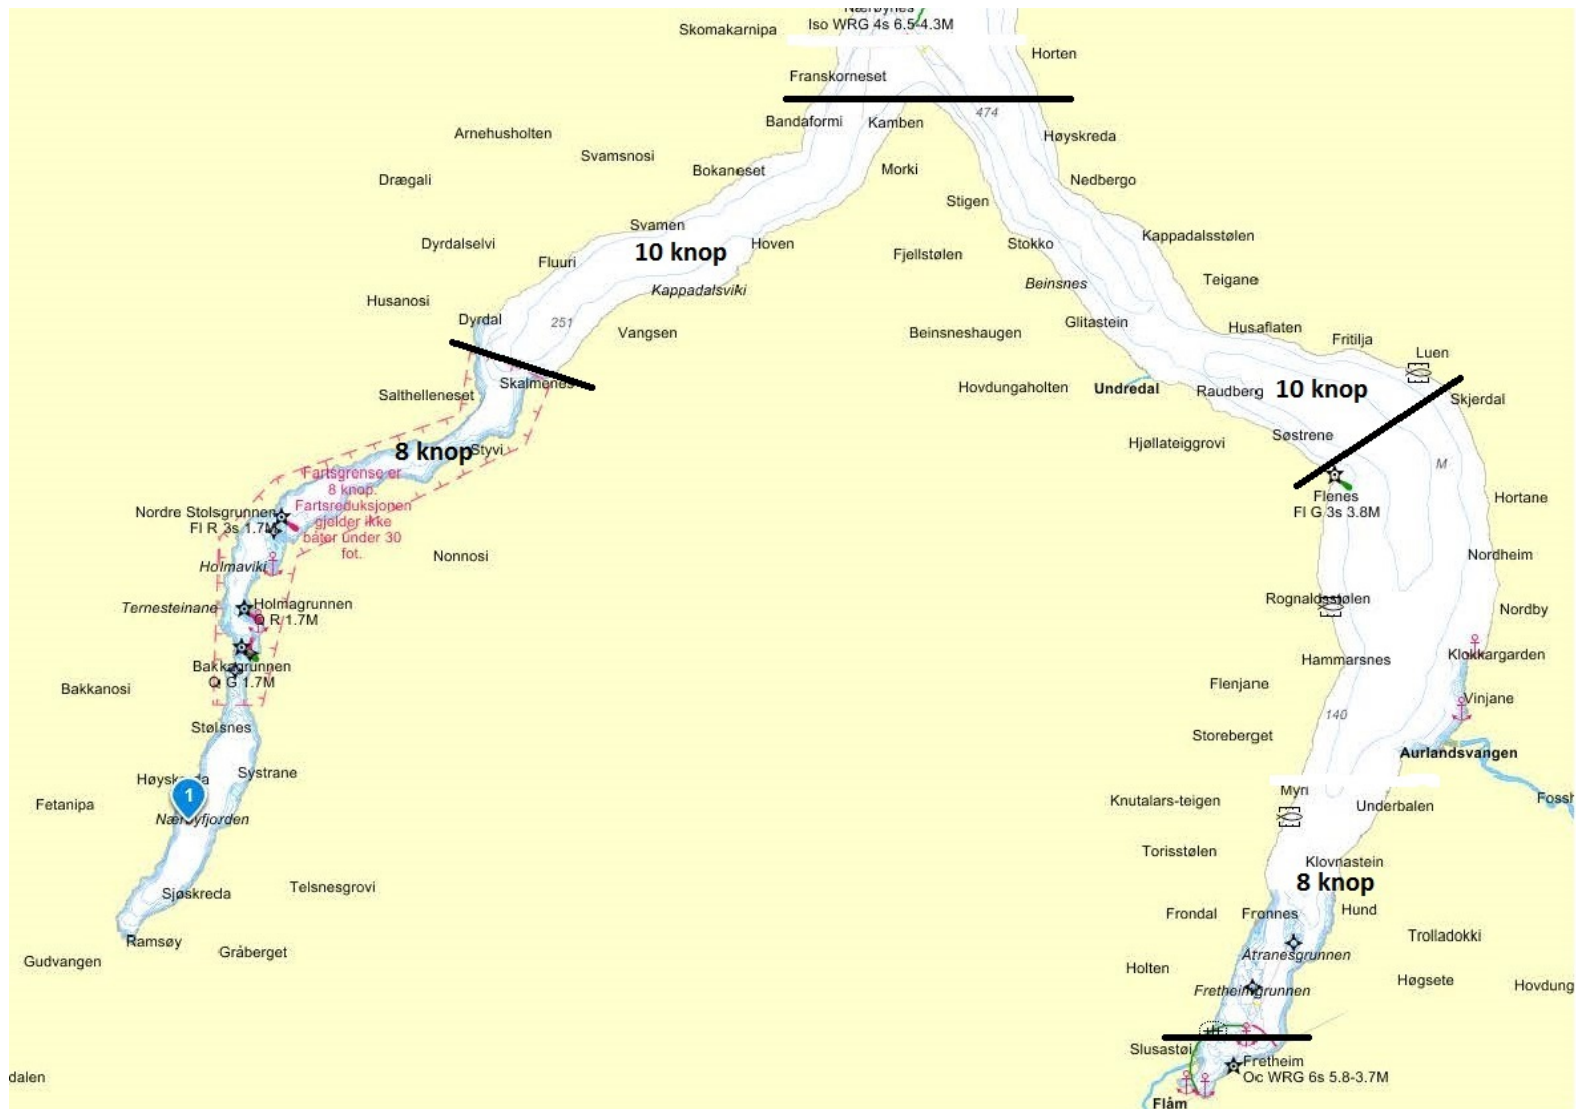 Nærøynes
Iso WRG 4s 6.5-4.3M
Skomakarnipa
Horten
Franskorneset
474
Bandaformi
Kamben
Arnehusholten
Høyskreda
Svamsnosi
Bokaneset
Morki
Drægali
Nedbergo
Stigen
Svamen
Dyrdalselvi
10 knop
Hoven
Stokko
Kappadalsstølen
Fjellstølen
Fluuri
Teigane
Kappadalsviki
Beinsnes
Husanosi
Dyrdal
251
Vangsen
Beinsneshaugen
Glitastein
Husaflaten
Fritilja
Luen
Skalmenes
Salthelleneset
Hovdungaholten
Undredal
Raudberg
10 knop
Skjerdal
Hjøllateiggrovi
Søstrene
8 knop
Styvi
M
Fartsgrense er
8 knop.
Fartsreduksjonen
gjelder ikke
båter under 30
fot.
Flenes
Fl G 3s 3.8M
Hortane
Nordre Stolsgrunnen
Fl R 3s 1.7M
Nonnosi
Nordheim
Holmaviki
Ternesteinane
Holmagrunnen
Q R 1.7M
Rognaldsstølen
Nordby
Bakkagrunnen
Q G 1.7M
Hammarsnes
Klokkargarden
Bakkanosi
Flenjane
Vinjane
Stølsnes
140
Storeberget
Aurlandsvangen
Systrane
1
Fetanipa
Nærøyfjorden
Myri
Knutalars-teigen
Underbalen
Fossh
Torisstølen
Klovnastein
8 knop
Sjøskreda
Telsnesgrovi
Frondal
Fronnes
Hund
Ramsøy
Gråberget
Gudvangen
Trolladokki
Atranesgrunnen
Holten
Høgsete
Fretheimgrunnen
Hovdung
Slusastøi
Fretheim
Oc WRG 6s 5.8-3.7M
dalen
Flåm